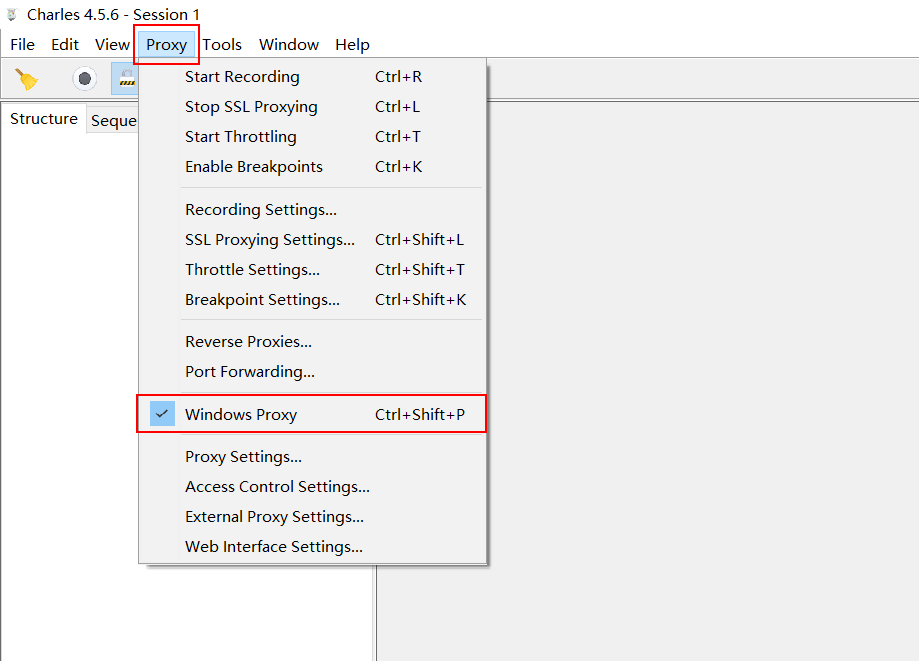 Charles 4.5.6 - Session 1
File Edit View Proxy Tools Window Help
Structure Seque
Start Recording Ctrl+R
Stop SSL Proxying Ctrl+L
Start Throttling Ctrl+T
Enable Breakpoints Ctrl+K
Recording Settings...
SSL Proxying Settings... Ctrl+Shift+L
Throttle Settings... Ctrl+Shift+T
Breakpoint Settings... Ctrl+Shift+K
Reverse Proxies...
Port Forwarding...
Windows Proxy Ctrl+Shift+P
Proxy Settings...
Access Control Settings...
External Proxy Settings...
Web Interface Settings...